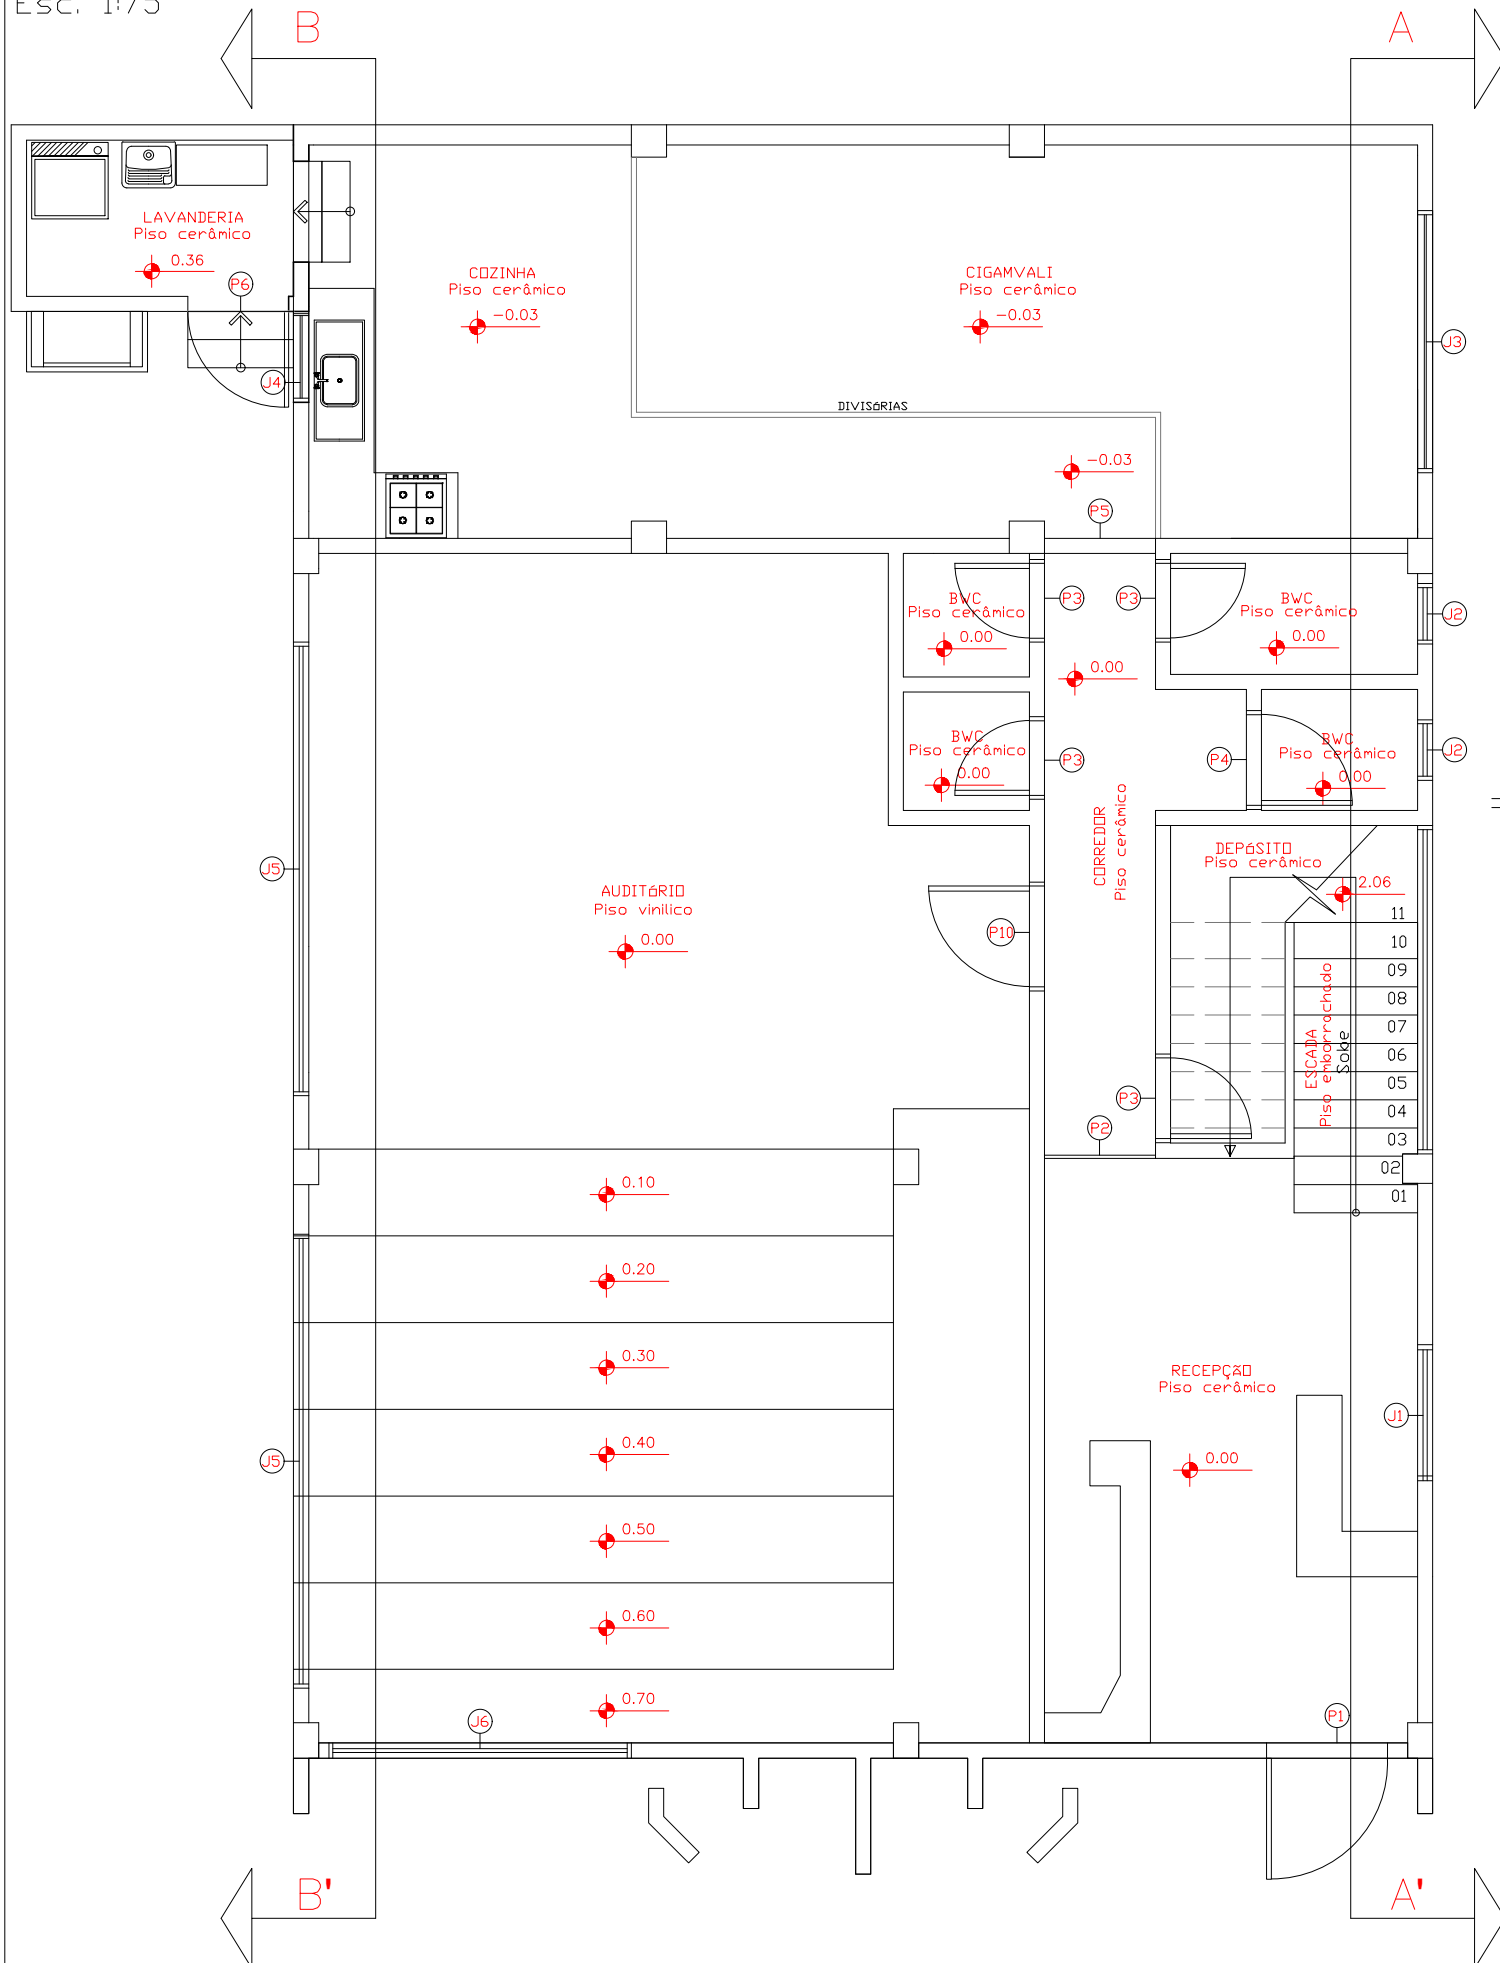 Esc. 1:75
B
A
LAVANDERIA
Piso cerâmico
0.36
P6
COZINHA
Piso cerâmico
-0.03
CIGAMVALI
Piso cerâmico
-0.03
J3
J4
DIVISóRIAS
-0.03
P5
BWC
Piso cerâmico
0.00
P3
P3
BWC
Piso cerâmico
0.00
J2
0.00
BWC
Piso cerâmico
0.00
P3
P4
BWC
Piso cerâmico
0.00
J2
CORREDOR
Piso cerâmico
DEPóSITO
Piso cerâmico
2.06
J5
AUDITóRIO
Piso vinilico
0.00
P10
11
10
09
08
07
06
05
04
03
02
01
ESCADA
Piso emborrachado
Sobe
P3
P2
0.10
0.20
0.30
0.40
0.50
0.60
0.70
J5
RECEPÇÃO
Piso cerâmico
0.00
J1
J6
P1
B'
A'